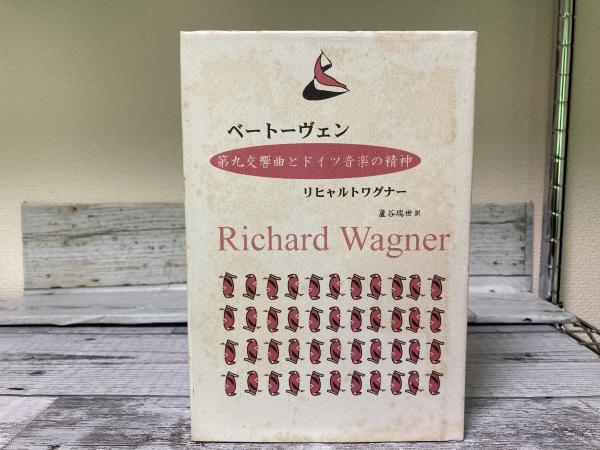 ベートーヴェン
第九交響曲とドイツ音楽の精神
リヒャルトワグナー
蘆谷瑞世訳
Richard Wagner